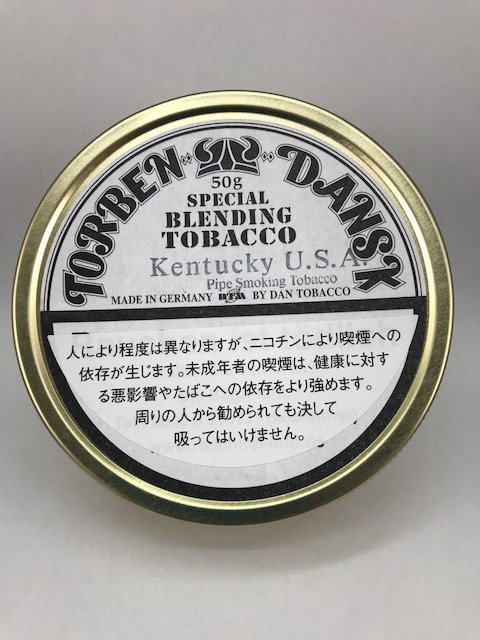 TORBEN DANSK
50g
SPECIAL
BLENDING
TOBACCO
Kentucky U.S.A.
Pipe Smoking Tobacco
MADE IN GERMANY DTM BY DAN TOBACCO
人により程度は異なりますが、ニコチンにより喫煙への
依存が生じます。未成年者の喫煙は、健康に対す
る悪影響やたばこへの依存をより強めます。
周りの人から勧められても決して
吸ってはいけません。